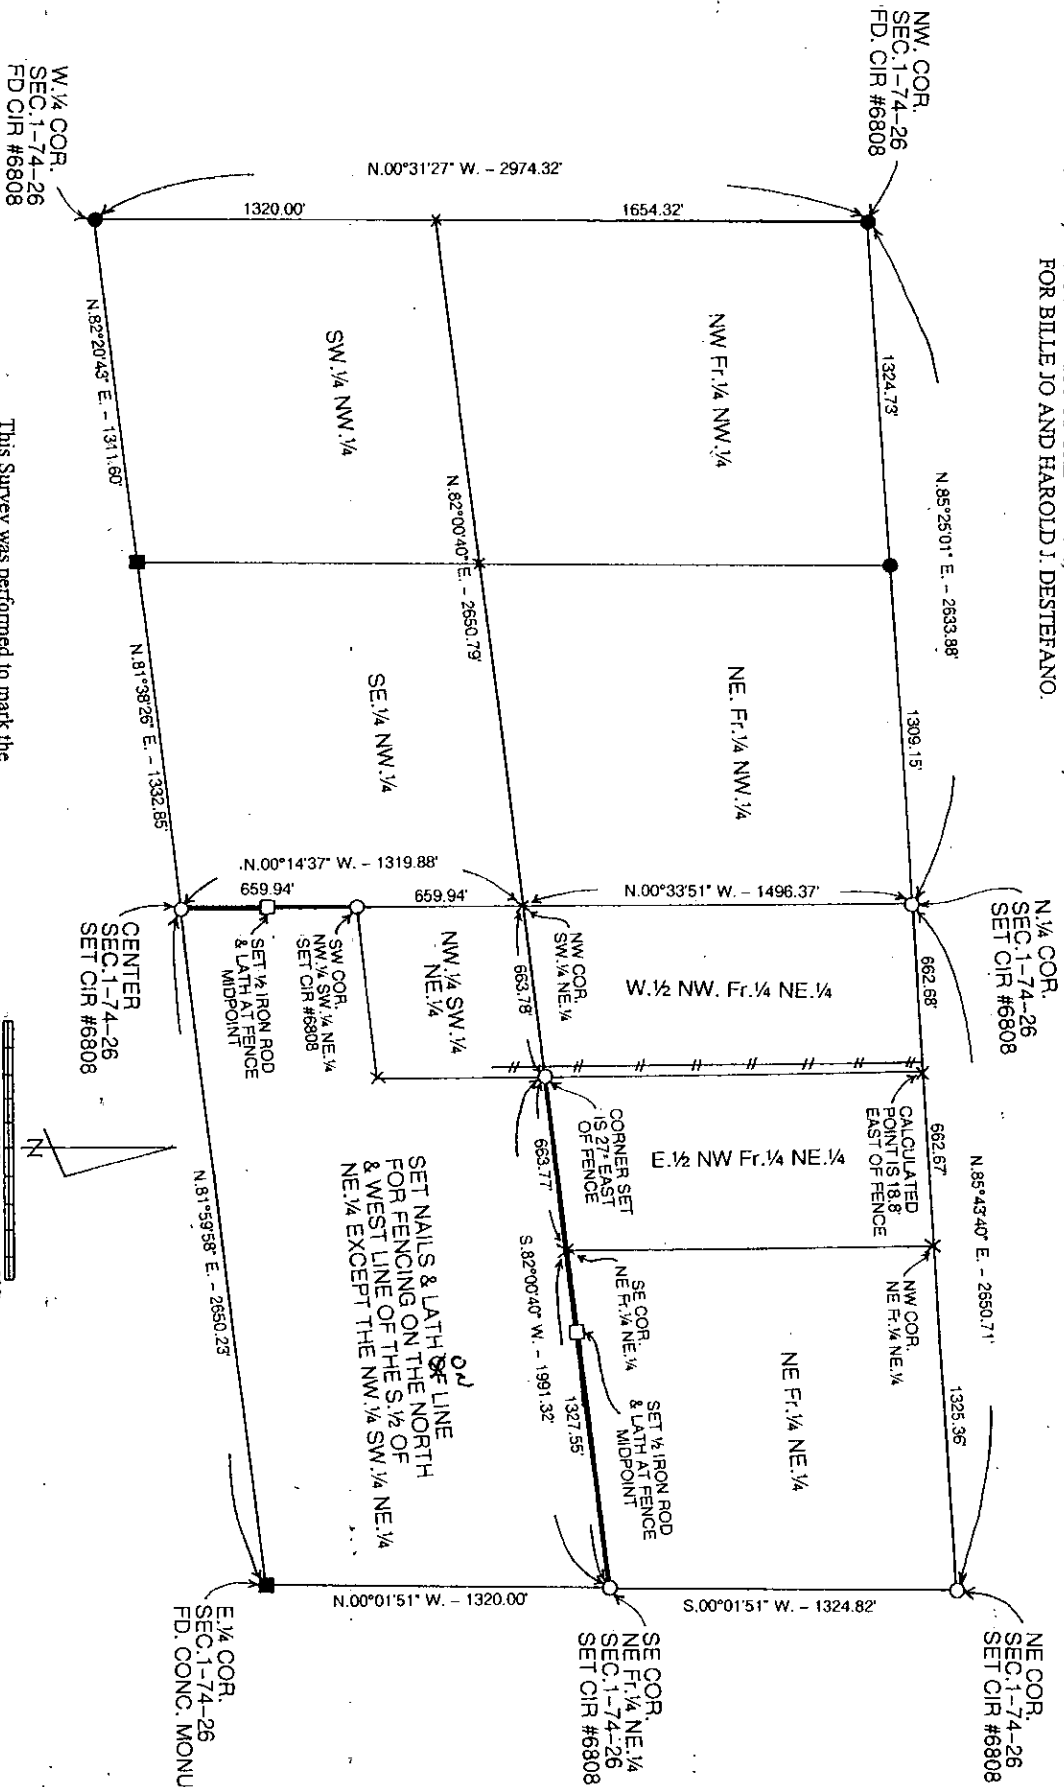 FOR BILLE JO AND HAROLD J. DESTEFANO.
NW. COR.
SEC.1-74-26
FD. CIR #6808
N.1/4 COR.
SEC.1-74-26
SET CIR #6808
NE COR.
SEC.1-74-26
SET CIR #6808
N.85°25'01" E. - 2633.88'
1324.73'
1309.15'
N.85°43'40" E. - 2650.71'
662.68'
662.67'
1325.36'
N.00°31'27" W. - 2974.32'
1654.32'
1320.00'
NW Fr.1/4 NW.1/4
NE. Fr.1/4 NW.1/4
N.00°33'51" W. - 1496.37'
W.1/2 NW. Fr.1/4 NE.1/4
CALCULATED
POINT IS 18.8'
EAST OF FENCE
E.1/2 NW Fr.1/4 NE.1/4
NW COR.
NE Fr.1/4 NE.1/4
NE Fr.1/4 NE.1/4
S.00°01'51" W. - 1324.82'
N.82°00'40" E. - 2650.79'
NW COR.
SW.1/4 NE.1/4
663.78'
CORNER SET
IS 27' EAST
OF FENCE
663.77'
SE COR.
NE Fr.1/4 NE.1/4
S.82°00'40" W. - 1991.32'
SET 1/2 IRON ROD
& LATH AT FENCE
MIDPOINT
1327.55'
SE COR.
NE Fr.1/4 NE.1/4
SEC.1-74-26
SET CIR #6808
SW.1/4 NW.1/4
SE.1/4 NW.1/4
N.00°14'37" W. - 1319.88'
659.94'
659.94'
NW.1/4 SW.1/4
NE.1/4
SW COR.
NW.1/4 SW.1/4 NE.1/4
SET CIR #6808
SET 1/2 IRON ROD
& LATH AT FENCE
MIDPOINT
ON
SET NAILS & LATH OF LINE
FOR FENCING ON THE NORTH
& WEST LINE OF THE S.1/2 OF
NE.1/4 EXCEPT THE NW.1/4 SW.1/4 NE.1/4
N.00°01'51" W. - 1320.00'
W.1/4 COR.
SEC.1-74-26
FD CIR #6808
N.82°20'43" E. - 1311.60'
N.81°38'26" E. - 1332.85'
CENTER
SEC.1-74-26
SET CIR #6808
N.81°59'58" E. - 2650.23'
E.1/4 COR.
SEC.1-74-26
FD. CONC. MONU
N
This Survey was performed to mark the